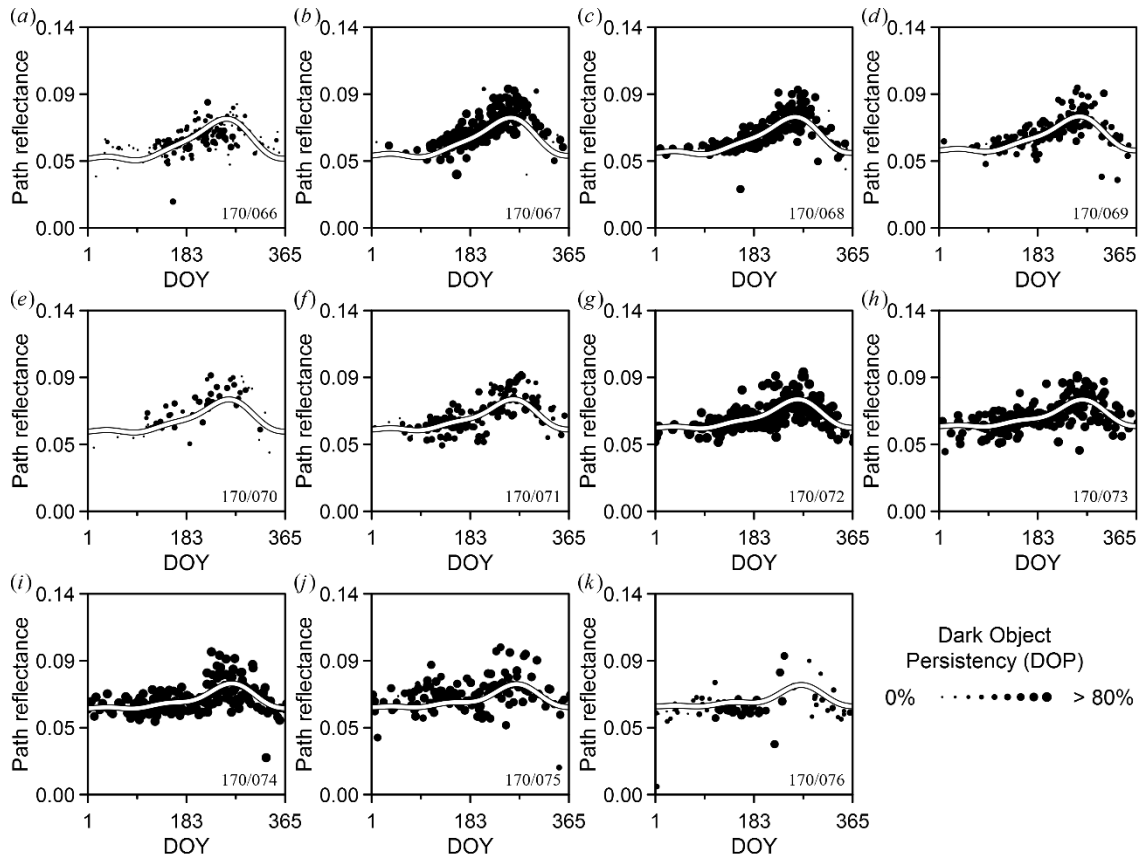 (a) (b) (c) (d)
0.14 0.14 0.14 0.14
Path reflectance Path reflectance Path reflectance Path reflectance
0.09 0.09 0.09 0.09
0.05 0.05 0.05 0.05
170/066 170/067 170/068 170/069
0.00 0.00 0.00 0.00
1 183 365 1 183 365 1 183 365 1 183 365
DOY DOY DOY DOY
(e) (f) (g) (h)
0.14 0.14 0.14 0.14
Path reflectance Path reflectance Path reflectance Path reflectance
0.09 0.09 0.09 0.09
0.05 0.05 0.05 0.05
170/070 170/071 170/072 170/073
0.00 0.00 0.00 0.00
1 183 365 1 183 365 1 183 365 1 183 365
DOY DOY DOY DOY
(i) (j) (k)
0.14 0.14 0.14
Path reflectance Path reflectance Path reflectance
0.09 0.09 0.09
0.05 0.05 0.05
170/074 170/075 170/076
0.00 0.00 0.00
1 183 365 1 183 365 1 183 365
DOY DOY DOY
Dark Object
Persistency (DOP)
0% > 80%